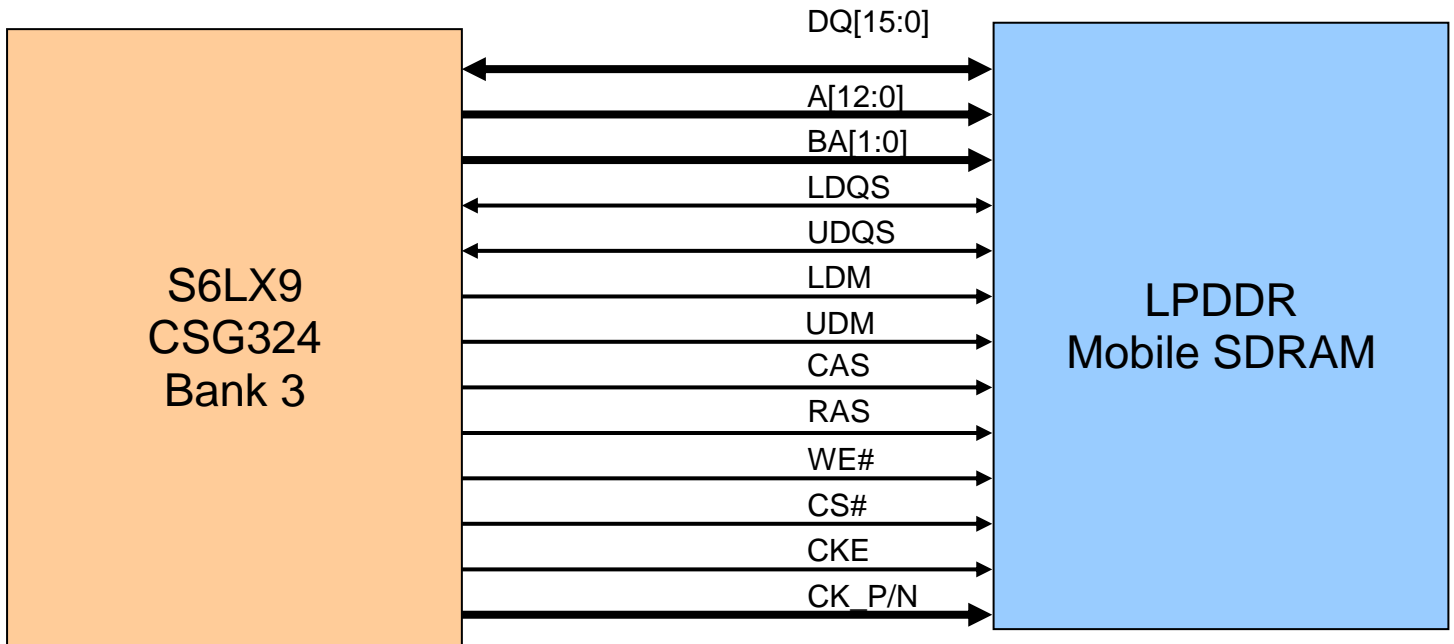 DQ[15:0]
A[12:0]
BA[1:0]
LDQS
UDQS
LDM
UDM
CAS
RAS
WE#
CS#
CKE
CK_P/N
S6LX9
CSG324
Bank 3
LPDDR
Mobile SDRAM